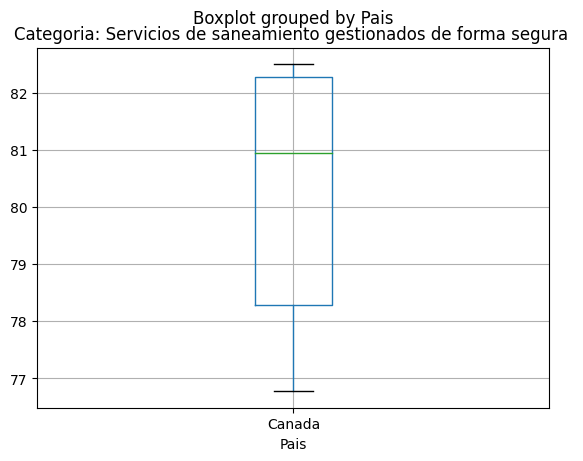 Boxplot grouped by Pais
Categoria: Servicios de saneamiento gestionados de forma segura
82
81
80
79
78
77
Canada
Pais